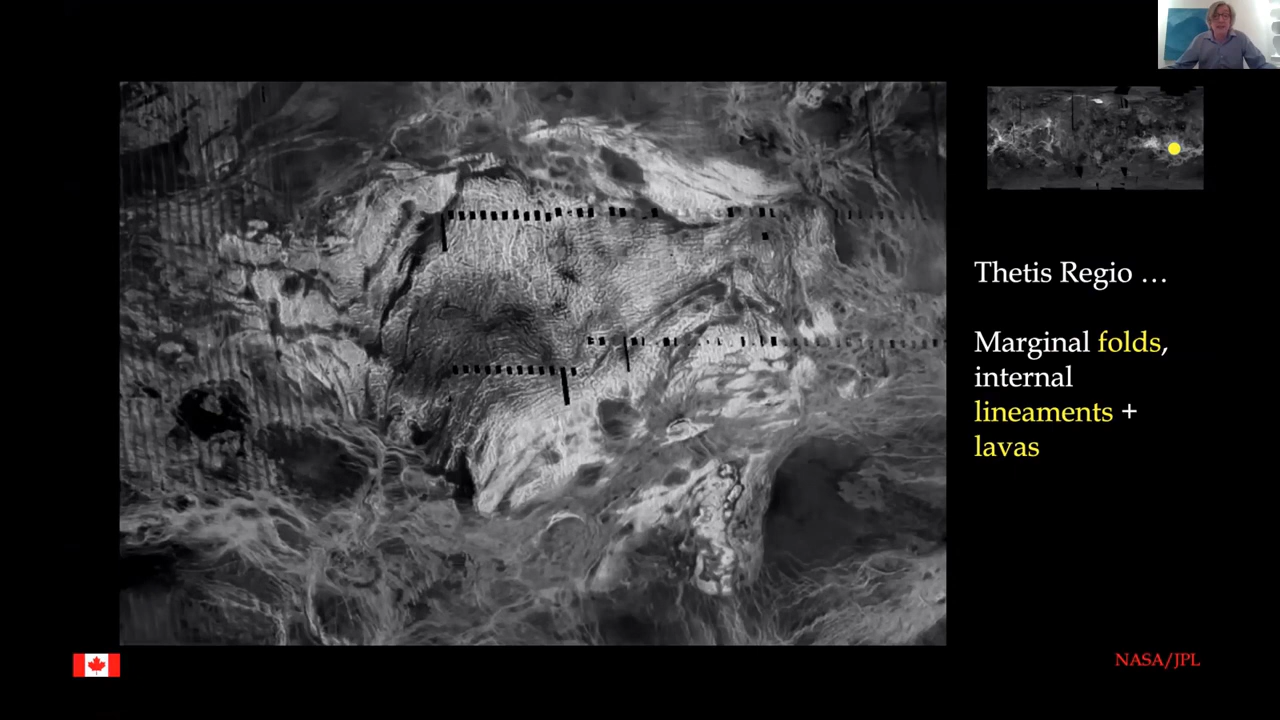 Thetis Regio …
Marginal folds,
internal
lineaments +
lavas
NASA/JPL